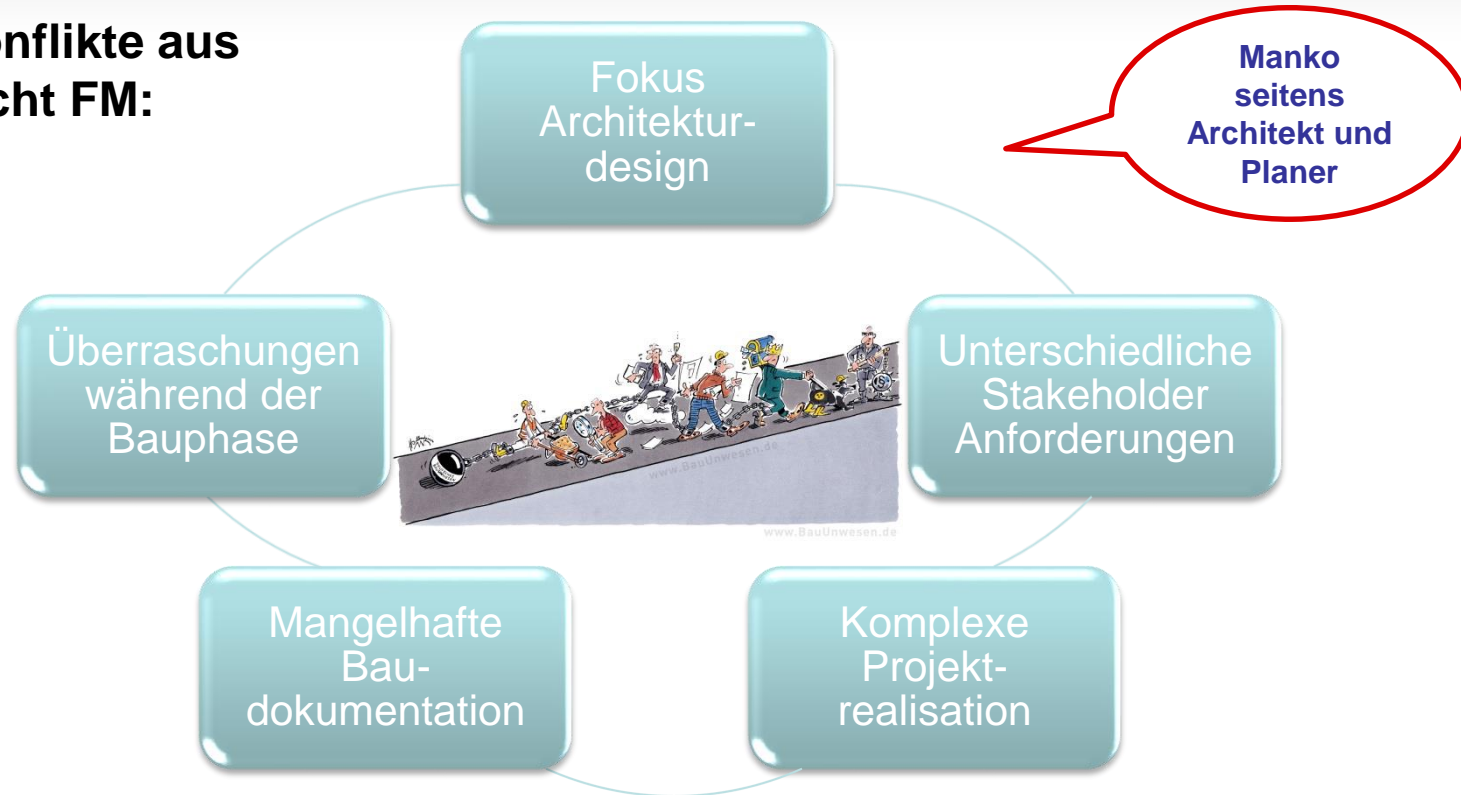 onflikte aus
cht FM:
Fokus
Architektur-
design
Manko
seitens
Architekt und
Planer
Überraschungen
während der
Bauphase
Unterschiedliche
Stakeholder
Anforderungen
www.BauUnwesen.de
www.BauUnwesen.de
Mangelhafte
Bau-
dokumentation
Komplexe
Projekt-
realisation